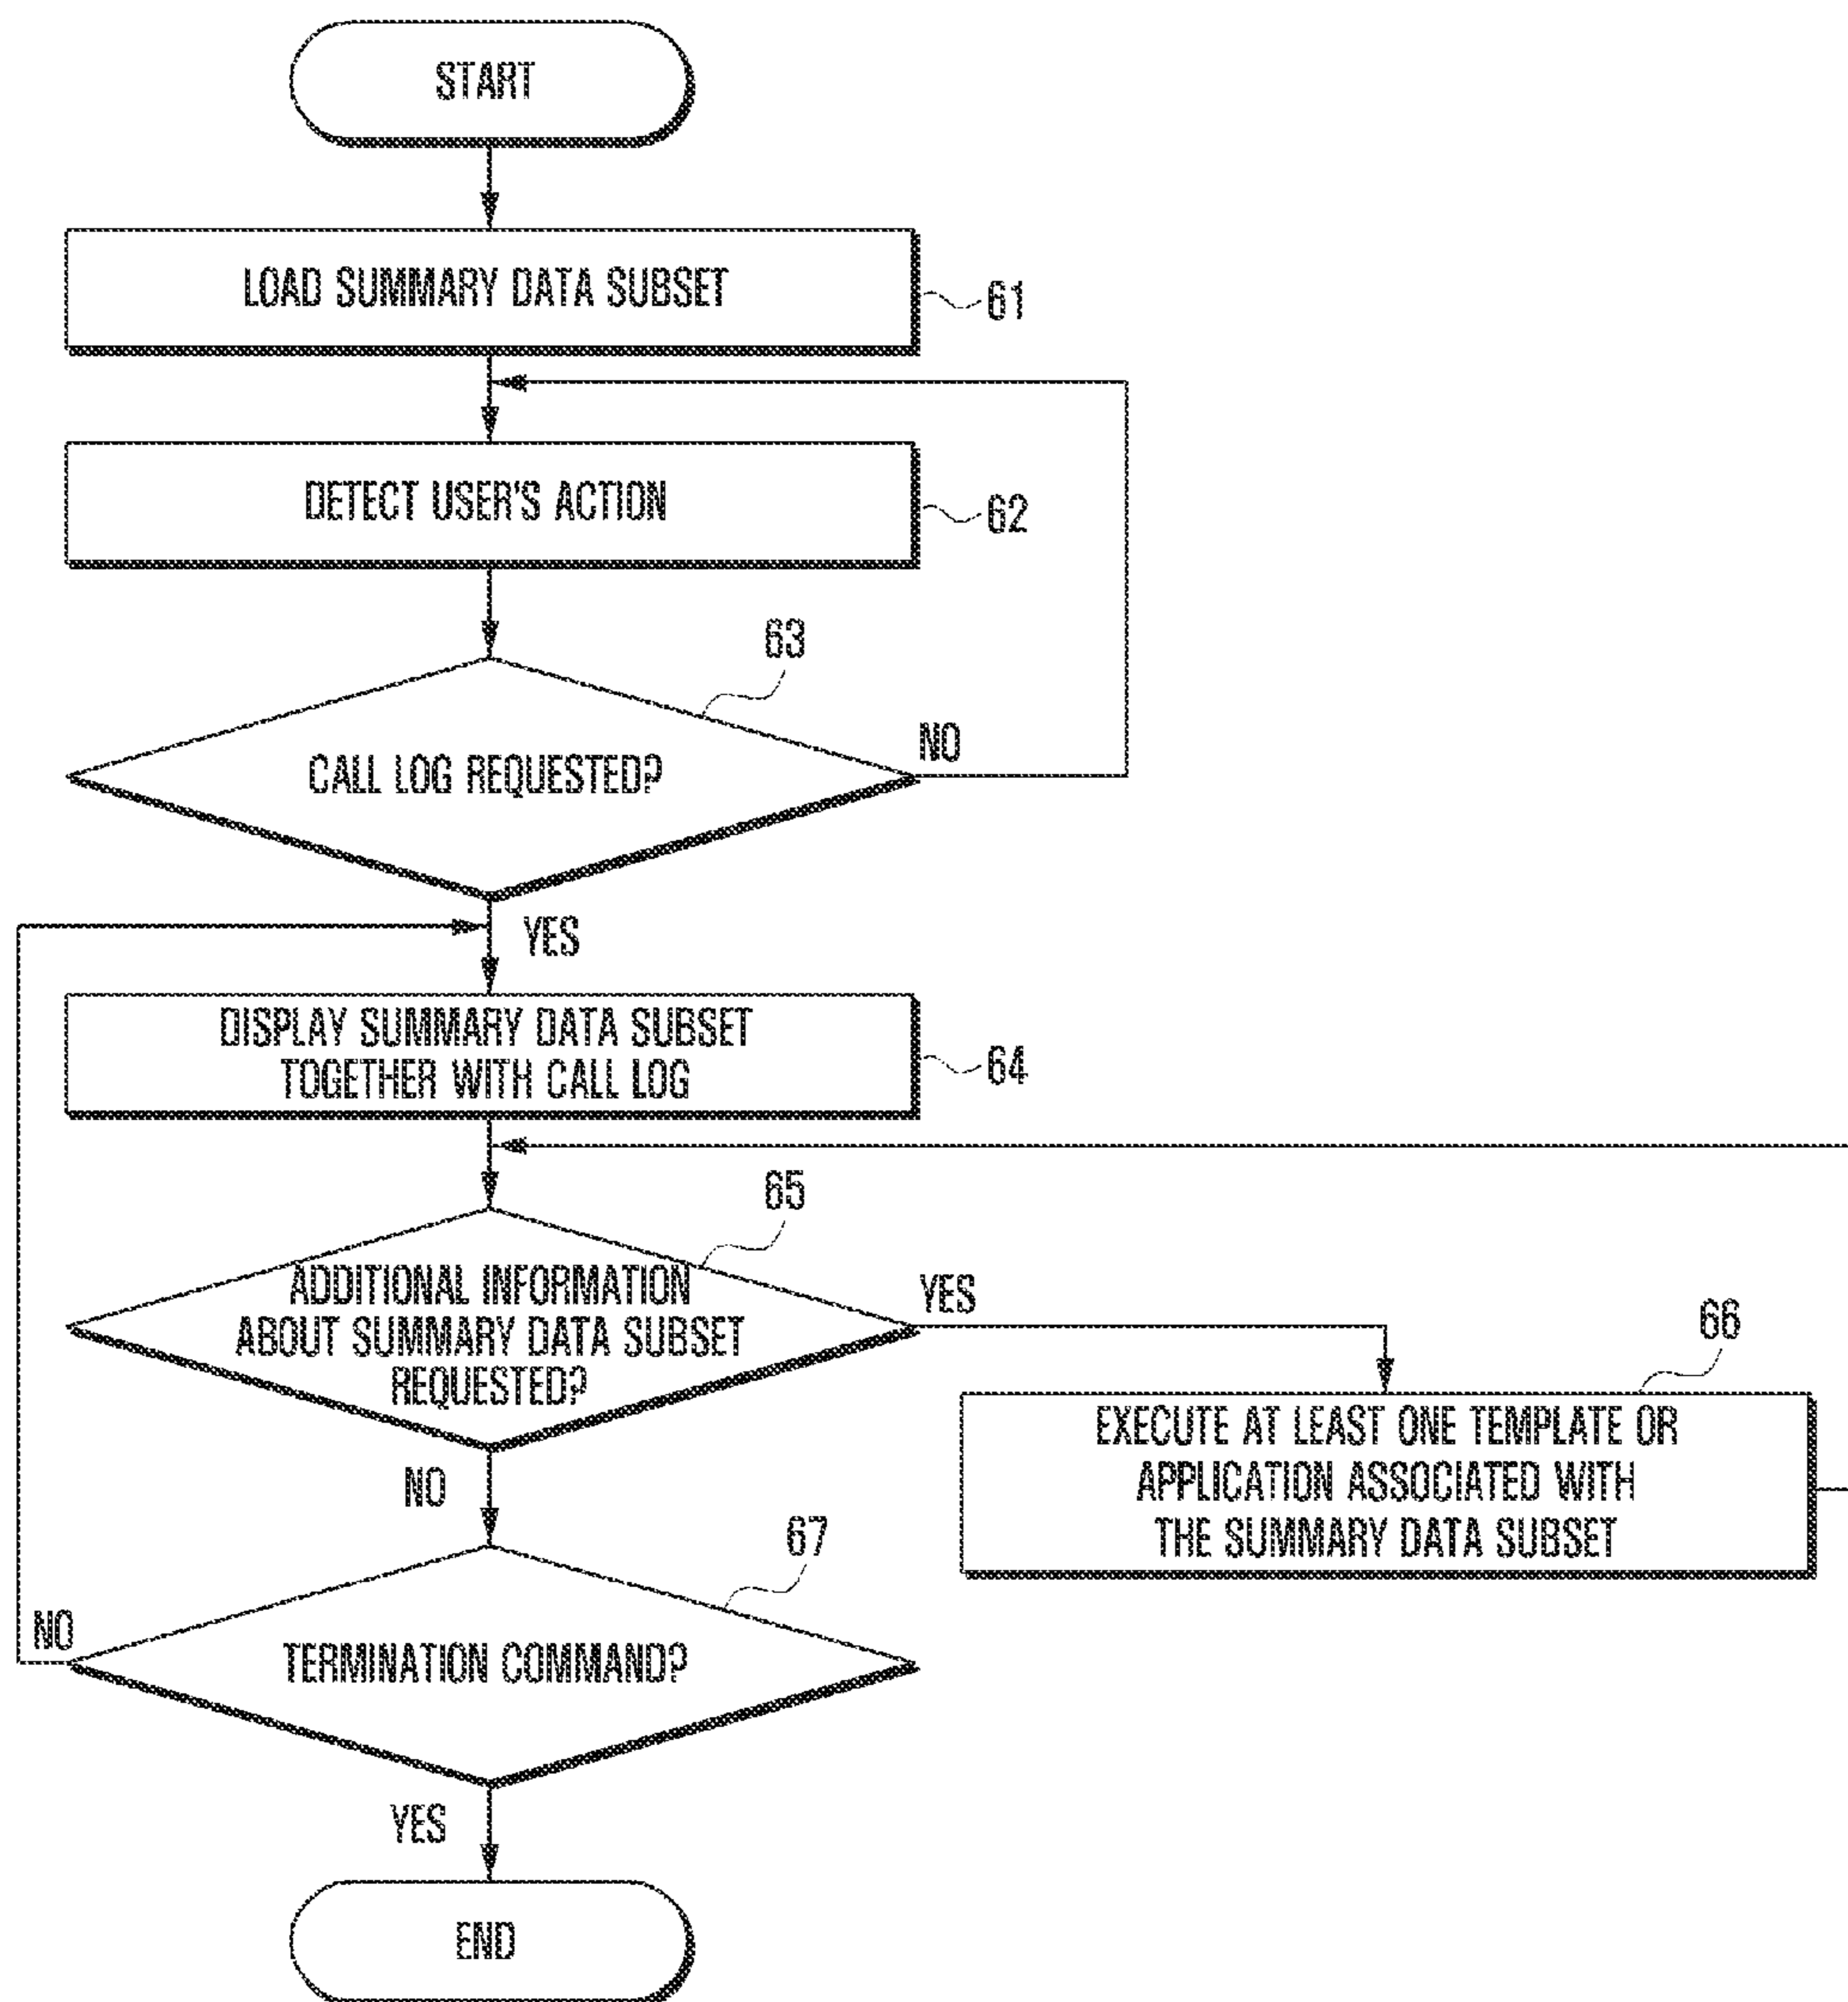 START
LOAD SUMMARY DATA SUBSET
61
DETECT USER'S ACTION
62
63
CALL LOG REQUESTED?
NO
YES
DISPLAY SUMMARY DATA SUBSET
TOGETHER WITH CALL LOG
64
65
ADDITIONAL INFORMATION
ABOUT SUMMARY DATA SUBSET
REQUESTED?
YES
66
EXECUTE AT LEAST ONE TEMPLATE OR
APPLICATION ASSOCIATED WITH
THE SUMMARY DATA SUBSET
NO
67
TERMINATION COMMAND?
NO
YES
END